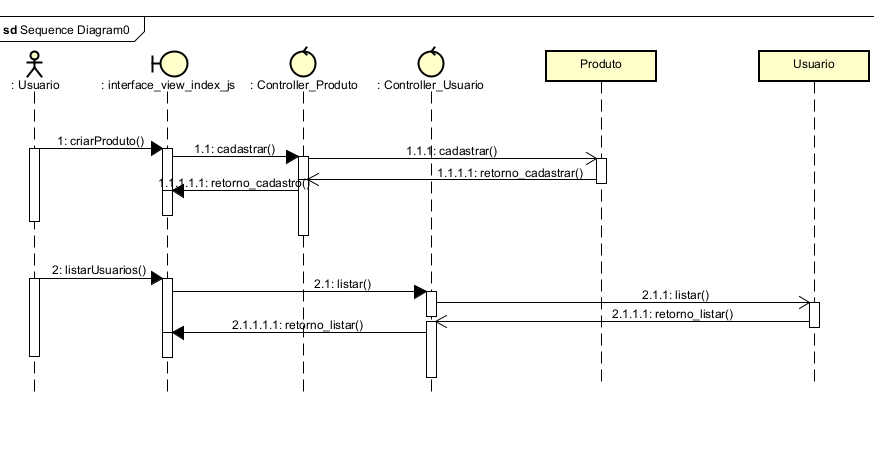 sd Sequence Diagram0
: Usuario
: interface_view_index_js
: Controller_Produto
: Controller_Usuario
Produto
Usuario
1: criarProduto()
1.1: cadastrar()
1.1.1: cadastrar()
1.1.1.1: retorno_cadastrar()
1.1.1.1.1: retorno_cadastro()
2: listarUsuarios()
2.1: listar()
2.1.1: listar()
2.1.1.1: retorno_listar()
2.1.1.1.1: retorno_listar()